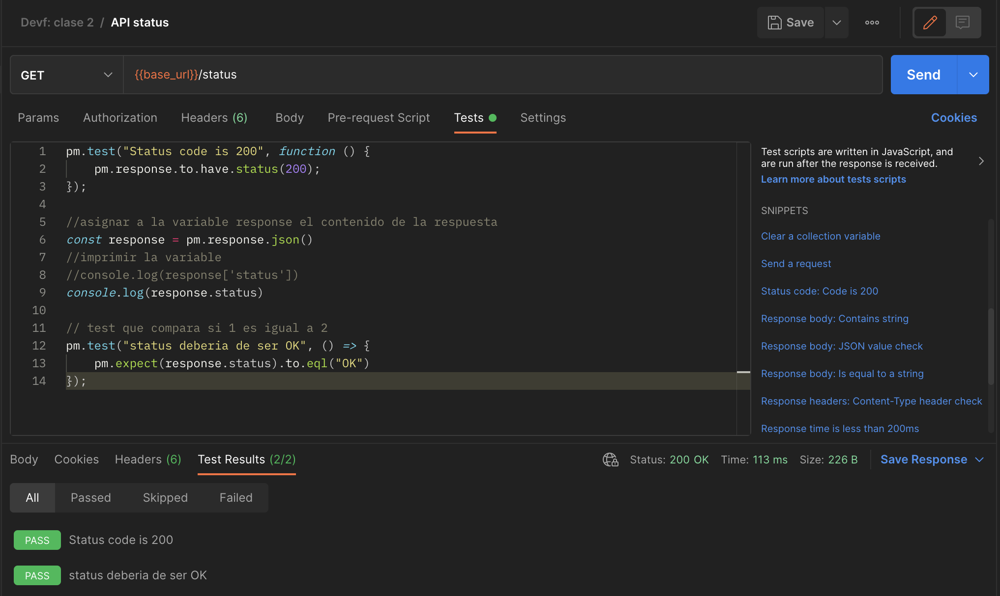 Devf: clase 2 / API status
Save
GET
{{base_url}}/status
Send
Params Authorization Headers (6) Body Pre-request Script Tests Settings Cookies
1 pm.test("Status code is 200", function () {
2 pm.response.to.have.status(200);
3 });
4
5 //asignar a la variable response el contenido de la respuesta
6 const response = pm.response.json()
7 //imprimir la variable
8 //console.log(response['status'])
9 console.log(response.status)
10
11 // test que compara si 1 es igual a 2
12 pm.test("status deberia de ser OK", () => {
13 pm.expect(response.status).to.eql("OK")
14 });
Test scripts are written in JavaScript, and
are run after the response is received.
Learn more about tests scripts
SNIPPETS
Clear a collection variable
Send a request
Status code: Code is 200
Response body: Contains string
Response body: JSON value check
Response body: Is equal to a string
Response headers: Content-Type header check
Response time is less than 200ms
Body Cookies Headers (6) Test Results (2/2)
Status: 200 OK Time: 113 ms Size: 226 B Save Response
All Passed Skipped Failed
PASS Status code is 200
PASS status deberia de ser OK